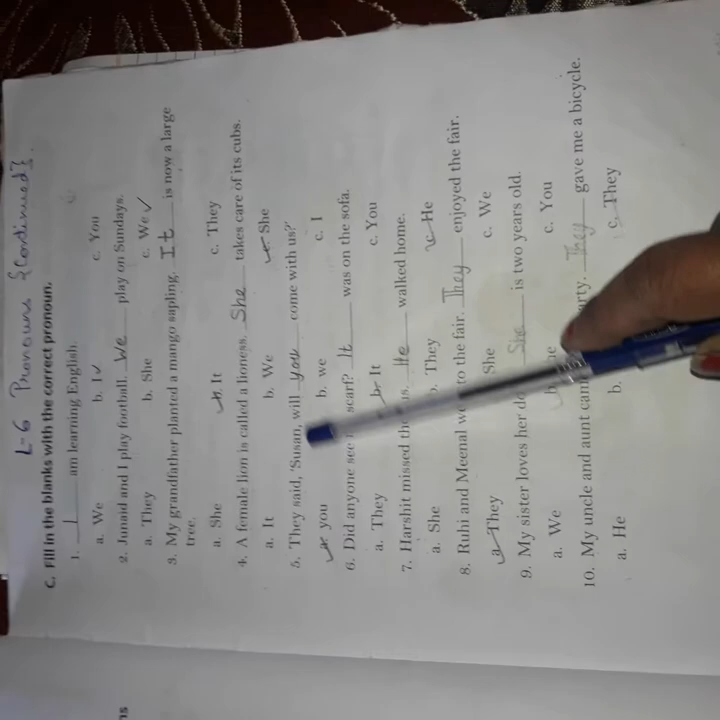 L-6 Pronouns {Continued}.
C. Fill in the blanks with the correct pronoun.
1. I am learning English.
a. We b. I c. You
2. Junaid and I play football. We play on Sundays.
a. They b. She c. We
3. My grandfather planted a mango sapling. It is now a large
tree.
a. She b. It c. They
4. A female lion is called a lioness. She takes care of its cubs.
a. It b. We c. She
5. They said, 'Susan, will you come with us?'
a. you b. we c. I
6. Did anyone see scarf? It was on the sofa.
a. They b. It c. You
7. Harshit missed the He walked home.
a. She b. They c. He
8. Rubi and Meenal to the fair. They enjoyed the fair.
a. They She c. We
9. My sister loves her She is two years old.
a. We b. c. You
10. My uncle and aunt They gave me a bicycle.
a. He b. c. They